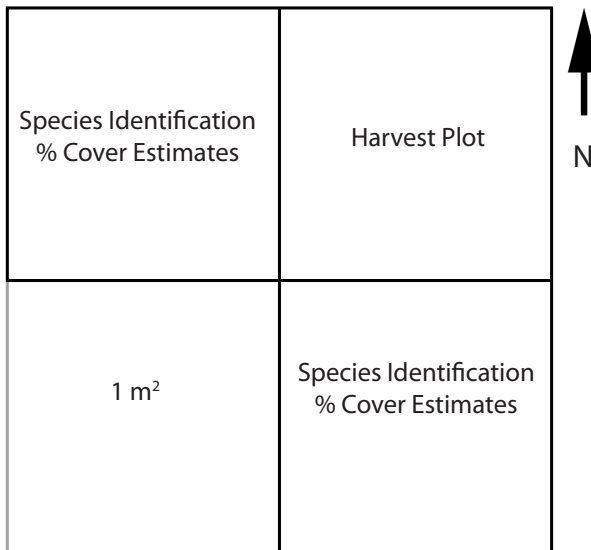 Species Identification
% Cover Estimates
Harvest Plot
N
1 m²
Species Identification
% Cover Estimates